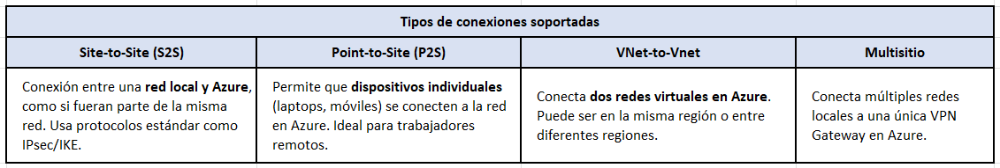 Tipos de conexiones soportadas
Site-to-Site (S2S)
Point-to-Site (P2S)
VNet-to-Vnet
Multisitio
Conexión entre una red local y Azure,
como si fueran parte de la misma
red. Usa protocolos estándar como
IPsec/IKE.
Permite que dispositivos individuales
(laptops, móviles) se conecten a la red
en Azure. Ideal para trabajadores
remotos.
Conecta dos redes virtuales en Azure.
Puede ser en la misma región o entre
diferentes regiones.
Conecta múltiples redes
locales a una única VPN
Gateway en Azure.